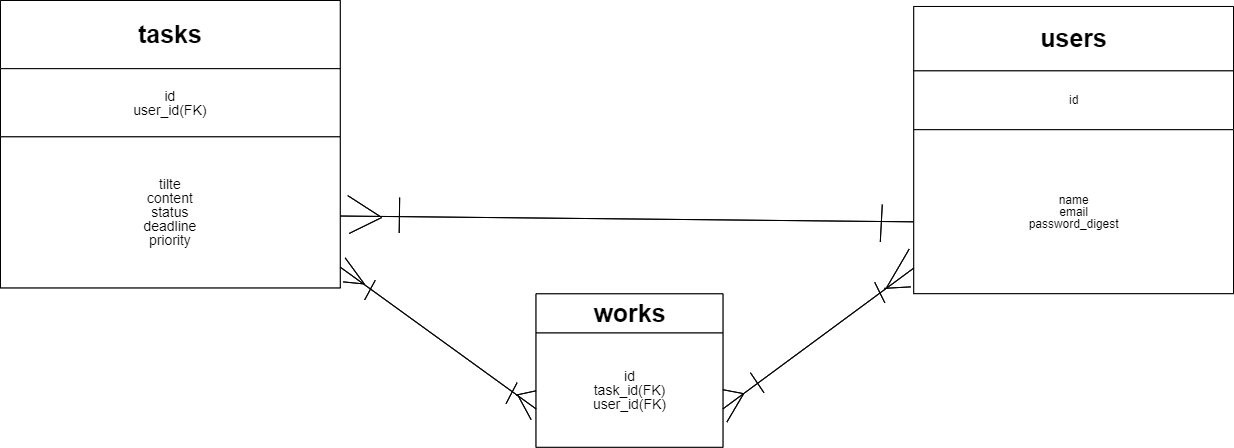 tasks
id
user_id(FK)
tilte
content
status
deadline
priority
users
id
name
email
password_digest
works
id
task_id(FK)
user_id(FK)